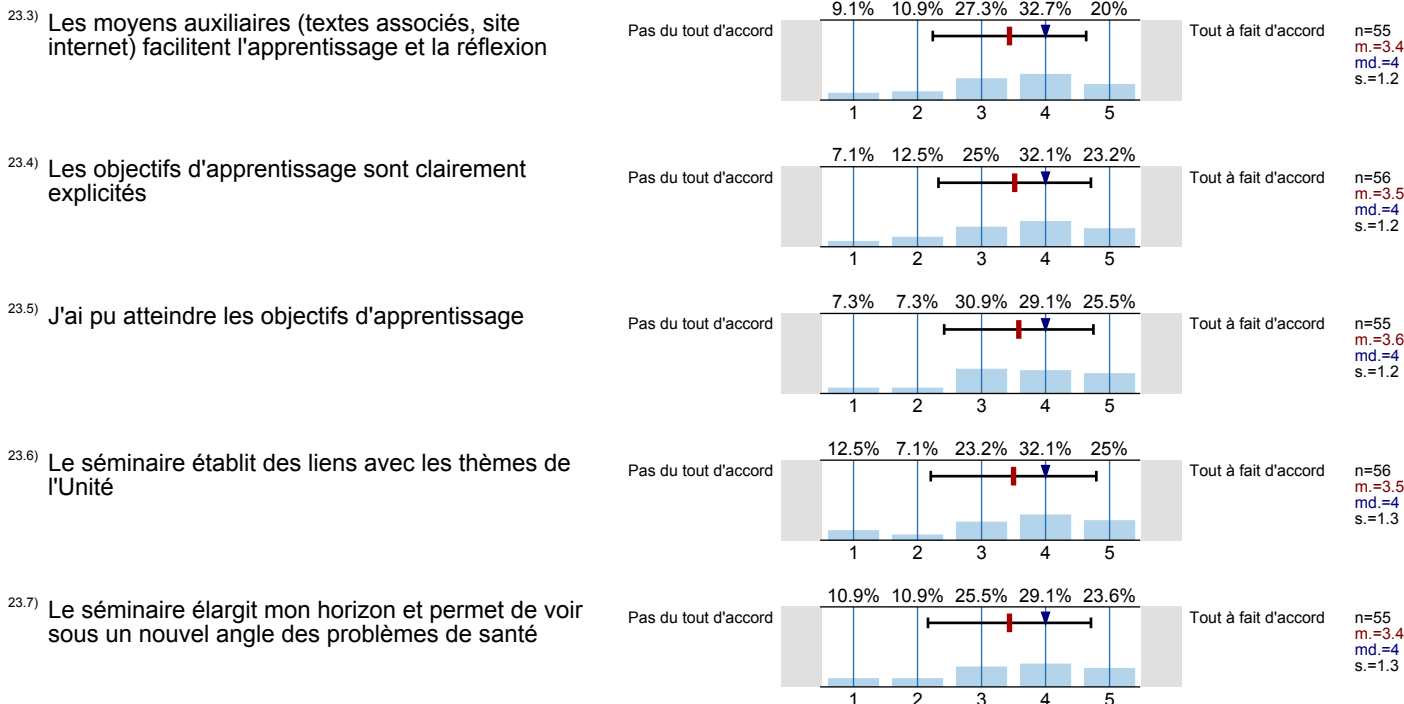 23.3) Les moyens auxiliaires (textes associés, site
internet) facilitent l'apprentissage et la réflexion
Pas du tout d'accord
9.1% 10.9% 27.3% 32.7% 20%
1 2 3 4 5
Tout à fait d'accord
n=55
m.=3.4
md.=4
s.=1.2
23.4) Les objectifs d'apprentissage sont clairement
explicités
Pas du tout d'accord
7.1% 12.5% 25% 32.1% 23.2%
1 2 3 4 5
Tout à fait d'accord
n=56
m.=3.5
md.=4
s.=1.2
23.5) J'ai pu atteindre les objectifs d'apprentissage
Pas du tout d'accord
7.3% 7.3% 30.9% 29.1% 25.5%
1 2 3 4 5
Tout à fait d'accord
n=55
m.=3.6
md.=4
s.=1.2
23.6) Le séminaire établit des liens avec les thèmes de
l'Unité
Pas du tout d'accord
12.5% 7.1% 23.2% 32.1% 25%
1 2 3 4 5
Tout à fait d'accord
n=56
m.=3.5
md.=4
s.=1.3
23.7) Le séminaire élargit mon horizon et permet de voir
sous un nouvel angle des problèmes de santé
Pas du tout d'accord
10.9% 10.9% 25.5% 29.1% 23.6%
1 2 3 4 5
Tout à fait d'accord
n=55
m.=3.4
md.=4
s.=1.3